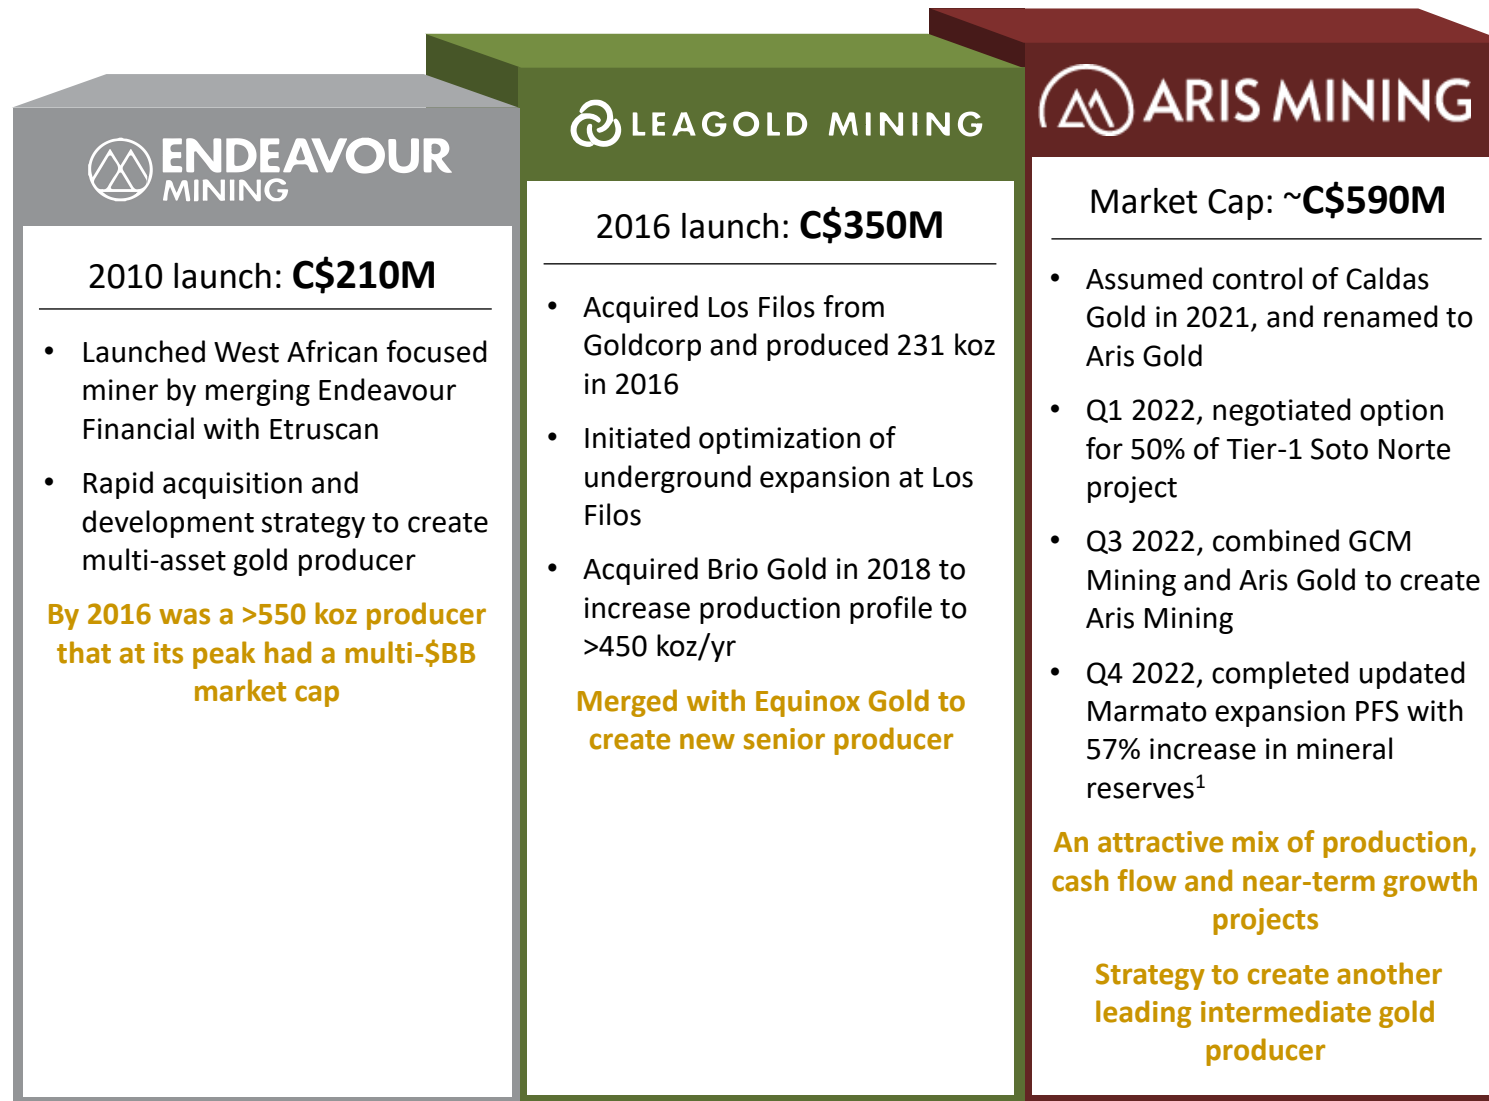 ENDEAVOUR
MINING
2010 launch: C$210M
• Launched West African focused
miner by merging Endeavour
Financial with Etruscan
• Rapid acquisition and
development strategy to create
multi-asset gold producer
By 2016 was a >550 koz producer
that at its peak had a multi-$BB
market cap
LEAGOLD MINING
2016 launch: C$350M
• Acquired Los Filos from
Goldcorp and produced 231 koz
in 2016
• Initiated optimization of
underground expansion at Los
Filos
• Acquired Brio Gold in 2018 to
increase production profile to
>450 koz/yr
Merged with Equinox Gold to
create new senior producer
ARIS MINING
Market Cap: ~C$590M
• Assumed control of Caldas
Gold in 2021, and renamed to
Aris Gold
• Q1 2022, negotiated option
for 50% of Tier-1 Soto Norte
project
• Q3 2022, combined GCM
Mining and Aris Gold to create
Aris Mining
• Q4 2022, completed updated
Marmato expansion PFS with
57% increase in mineral
reserves¹
An attractive mix of production,
cash flow and near-term growth
projects
Strategy to create another
leading intermediate gold
producer